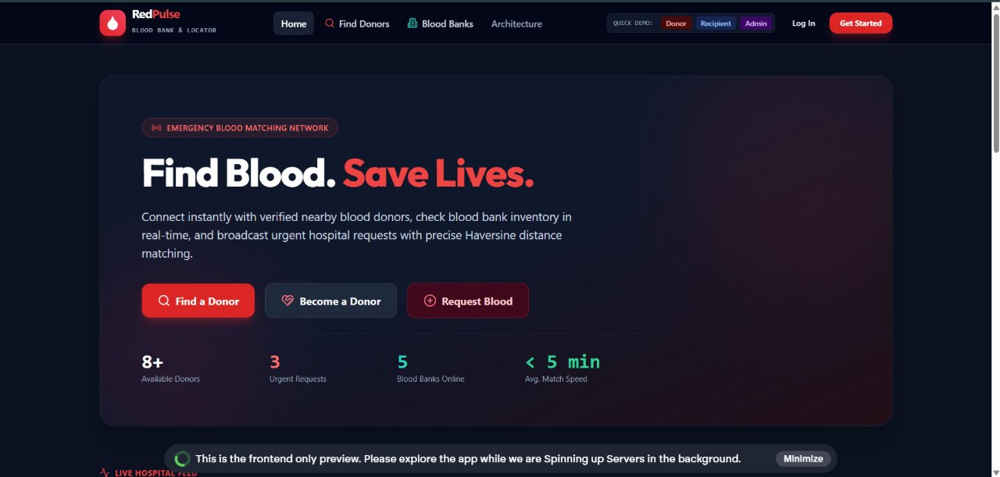 RedPulse
BLOOD BANK & LOCATOR
Home
Find Donors
Blood Banks
Architecture
QUICK DEMO:
Donor
Recipient
Admin
Log In
Get Started
EMERGENCY BLOOD MATCHING NETWORK
Find Blood. Save Lives.
Connect instantly with verified nearby blood donors, check blood bank inventory in
real-time, and broadcast urgent hospital requests with precise Haversine distance
matching.
Find a Donor
Become a Donor
Request Blood
8+
Available Donors
3
Urgent Requests
5
Blood Banks Online
< 5 min
Avg. Match Speed
This is the frontend only preview. Please explore the app while we are Spinning up Servers in the background.
Minimize
LIVE HOSPITAL FEED